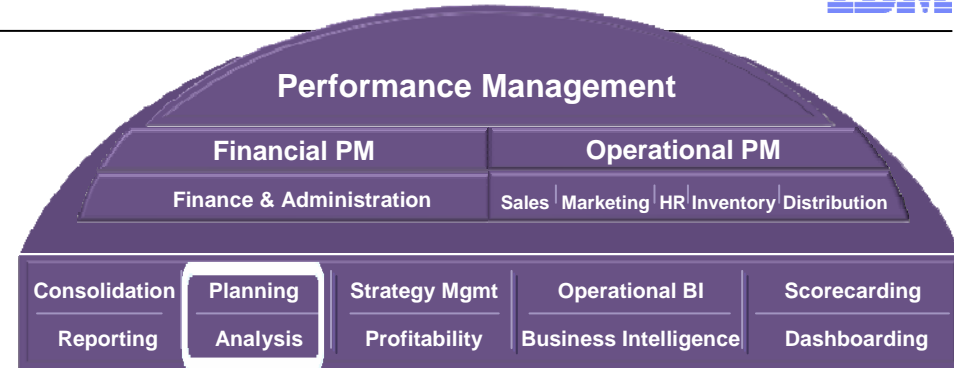 IBM
Performance Management
Financial PM
Operational PM
Finance & Administration
Sales Marketing HR Inventory Distribution
Consolidation Planning Strategy Mgmt Operational BI Scorecarding
Reporting Analysis Profitability Business Intelligence Dashboarding